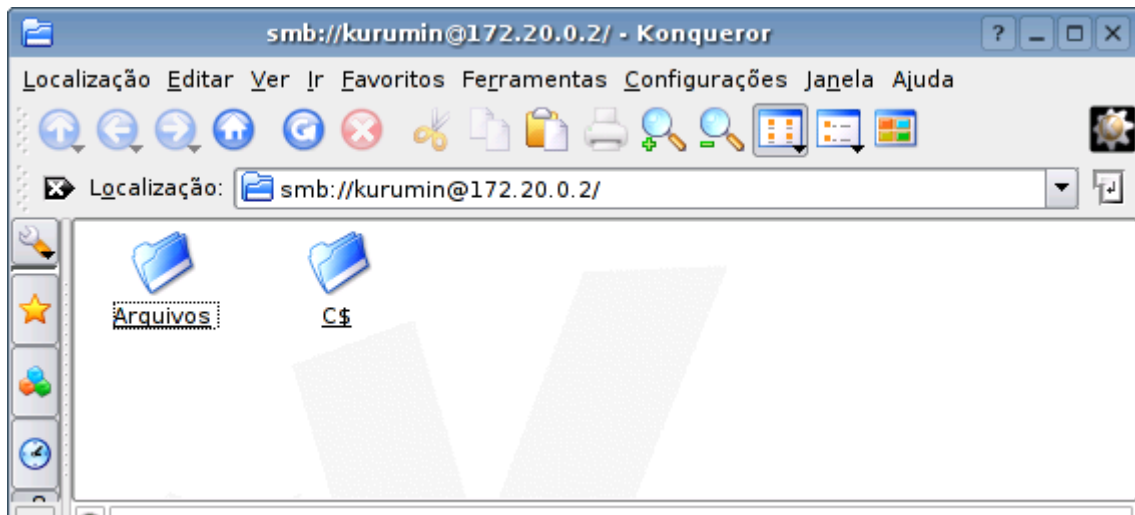 smb://kurumin@172.20.0.2/ - Konqueror
Localização Editar Ver Ir Favoritos Ferramentas Configurações Janela Ajuda
Localização: smb://kurumin@172.20.0.2/
Arquivos C$